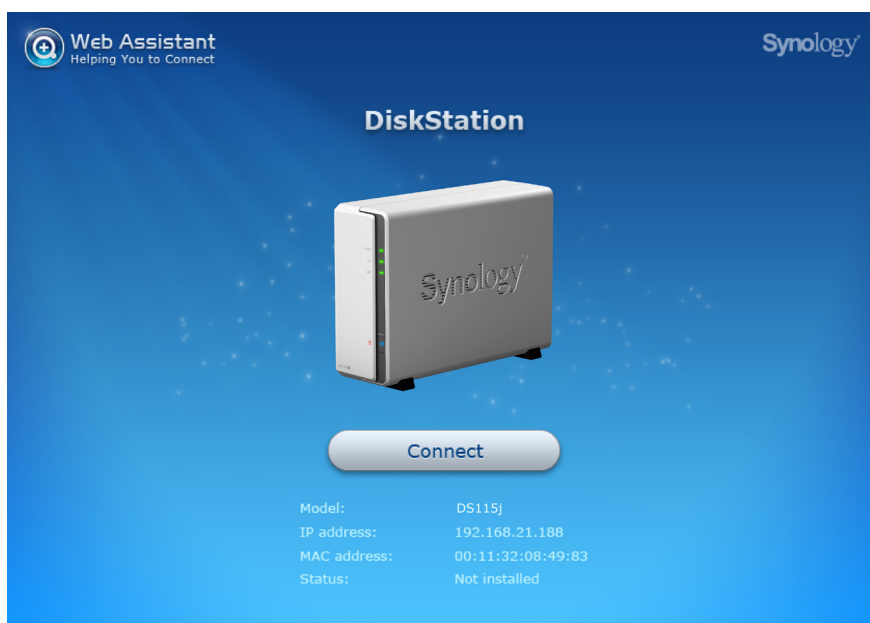 Web Assistant
Helping You to Connect
Synology
DiskStation
Synology
Connect
Model: DS115j
IP address: 192.168.21.188
MAC address: 00:11:32:08:49:83
Status: Not installed